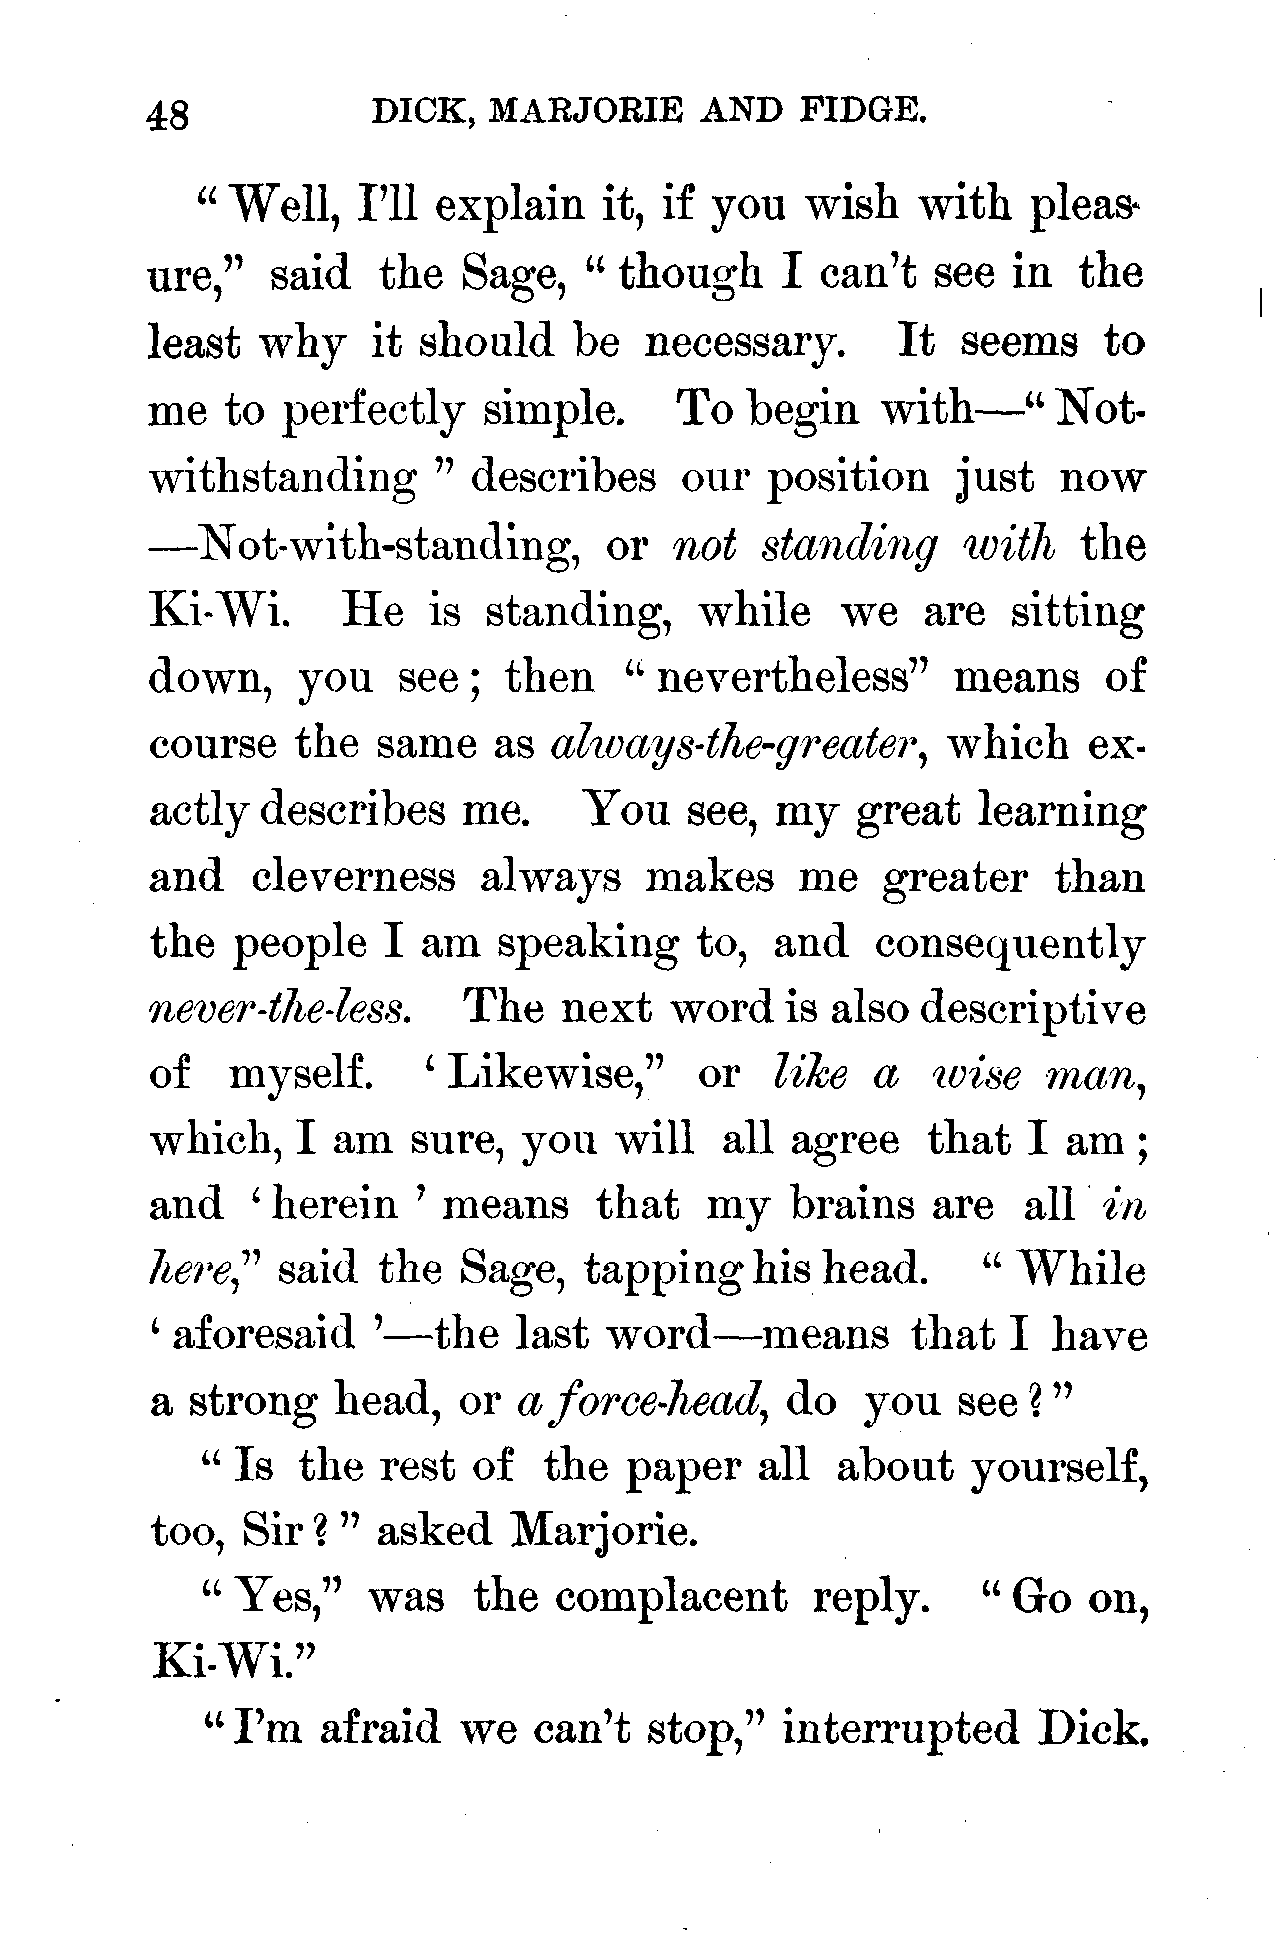 48 DICK, MARJORIE AND FIDGE.
“ Well, I’ll explain it, if you wish with pleas-
ure,” said the Sage, “ though I can’t see in the
least why it should be necessary. It seems to
me to perfectly simple. To begin with—“ Not-
withstanding ” describes our position just now
—Not-with-standing, or not standing with the
Ki-Wi. He is standing, while we are sitting
down, you see ; then “ nevertheless” means of
course the same as always-the-greater, which ex-
actly describes me. You see, my great learning
and cleverness always makes me greater than
the people I am speaking to, and consequently
never-the-less. The next word is also descriptive
of myself. ‘ Likewise,” or like a wise man,
which, I am sure, you will all agree that I am ;
and ‘ herein ’ means that my brains are all in
here,” said the Sage, tapping his head. “ While
‘ aforesaid ’—the last word—means that I have
a strong head, or a force-head, do you see ? ”
“ Is the rest of the paper all about yourself,
too, Sir ? ” asked Marjorie.
“ Yes,” was the complacent reply. “ Go on,
Ki-Wi.”
“ I’m afraid we can’t stop,” interrupted Dick.